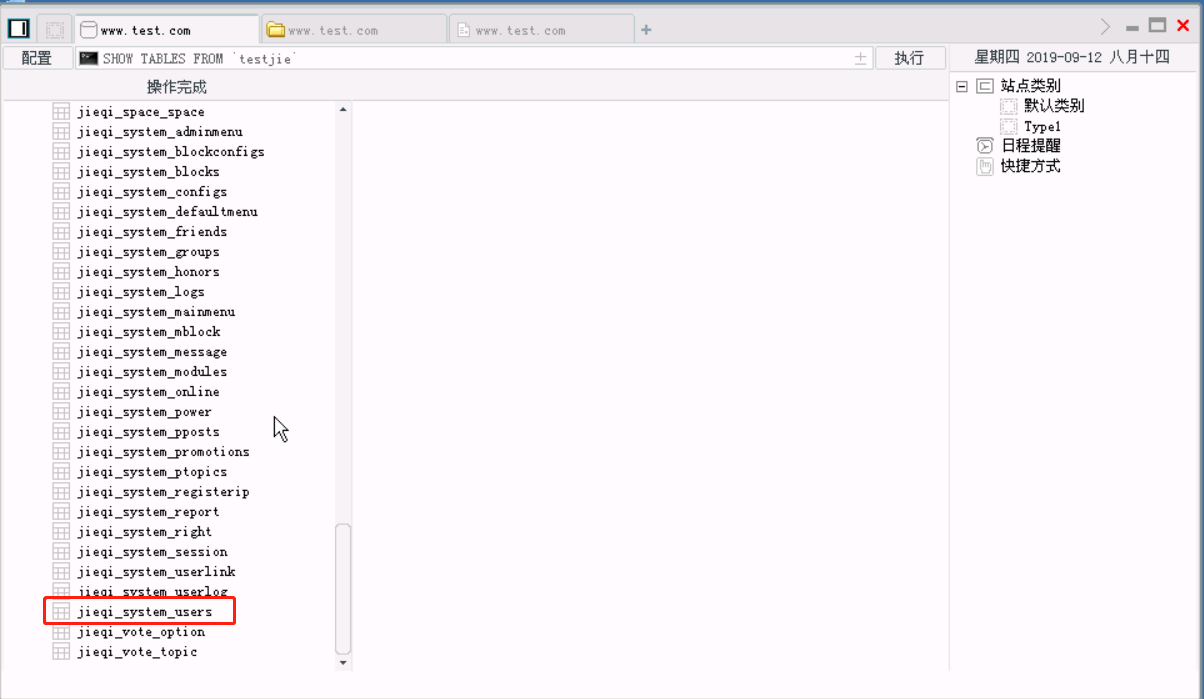 www.test.com
www.test.com
www.test.com
配置
SHOW TABLES FROM `testjie`
执行
星期四 2019-09-12 八月十四
操作完成
jieqi_space_space
jieqi_system_adminmenu
jieqi_system_blockconfigs
jieqi_system_blocks
jieqi_system_configs
jieqi_system_defaultmenu
jieqi_system_friends
jieqi_system_groups
jieqi_system_honors
jieqi_system_logs
jieqi_system_mainmenu
jieqi_system_mblock
jieqi_system_message
jieqi_system_modules
jieqi_system_online
jieqi_system_power
jieqi_system_pposts
jieqi_system_promotions
jieqi_system_ptopics
jieqi_system_registerip
jieqi_system_report
jieqi_system_right
jieqi_system_session
jieqi_system_userlink
jieqi_system_userlog
jieqi_system_users
jieqi_vote_option
jieqi_vote_topic
站点类别
默认类别
Type1
日程提醒
快捷方式